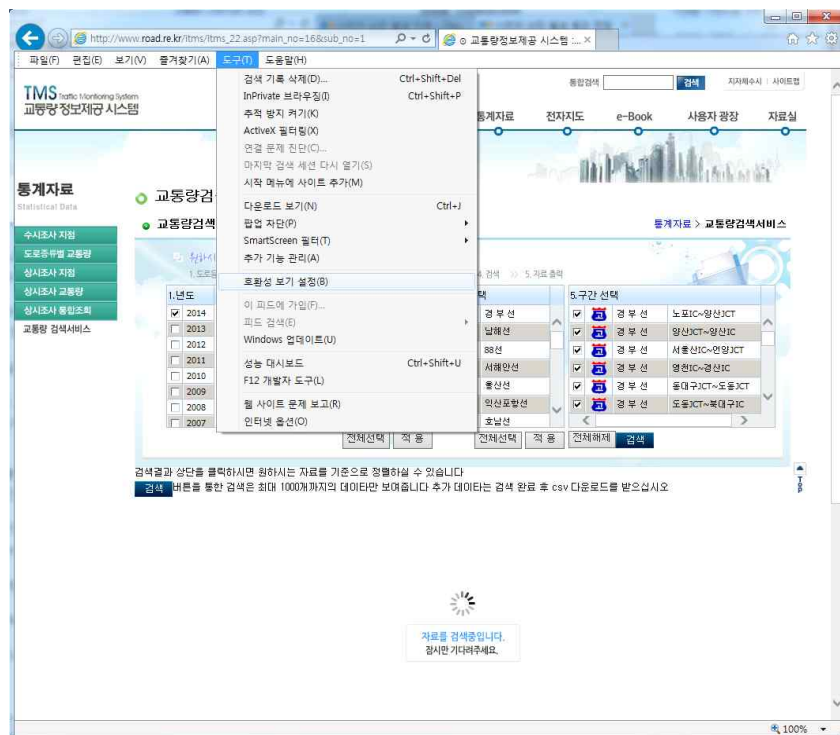 http://www.road.re.kr/itms/itms_22.asp?main_no=16&sub_no=1
교통량정보제공 시스템 :...
파일(F) 편집(E) 보기(V) 즐겨찾기(A) 도구(T) 도움말(H)
검색 기록 삭제(D)... Ctrl+Shift+Del
InPrivate 브라우징(I) Ctrl+Shift+P
추적 방지 켜기(K)
ActiveX 필터링(X)
연결 문제 진단(C)...
마지막 검색 세션 다시 열기(S)
시작 메뉴에 사이트 추가(M)
다운로드 보기(N) Ctrl+J
팝업 차단(P)
SmartScreen 필터(T)
추가 기능 관리(A)
호환성 보기 설정(B)
이 피드에 가입(F)...
피드 검색(E)
Windows 업데이트(U)
성능 대시보드 Ctrl+Shift+U
F12 개발자 도구(L)
웹 사이트 문제 보고(R)
인터넷 옵션(O)
TMS Traffic Monitoring System
교통량 정보제공 시스템
통합검색 검색 지자체수시 사이트맵
통계자료 전자지도 e-Book 사용자 광장 자료실
통계자료
Statistical Data
수시조사 지점
도로종류별 교통량
상시조사 지점
상시조사 교통량
상시조사 통합조회
교통량 검색서비스
교통량검
교통량검색
통계자료 > 교통량검색서비스
원하시
1. 도로종
4. 검색 >> 5. 자료 출력
1.년도
2014
2013
2012
2011
2010
2009
2008
2007
택
경부선
남해선
88선
서해안선
울산선
익산포항선
호남선
5.구간 선택
경부선 노포IC~양산JCT
경부선 양산JCT~양산IC
경부선 서울산IC~언양JCT
경부선 영천IC~경산IC
경부선 동대구JCT~도동JCT
경부선 도동JCT~북대구IC
전체선택 적 용 전체선택 적 용 전체해제 검색
검색결과 상단을 클릭하시면 원하시는 자료를 기준으로 정렬하실 수 있습니다
검색 버튼을 통한 검색은 최대 1000개까지의 데이타만 보여줍니다 추가 데이타는 검색 완료 후 csv 다운로드를 받으십시오
TOP
자료를 검색중입니다.
잠시만 기다려주세요.
100%